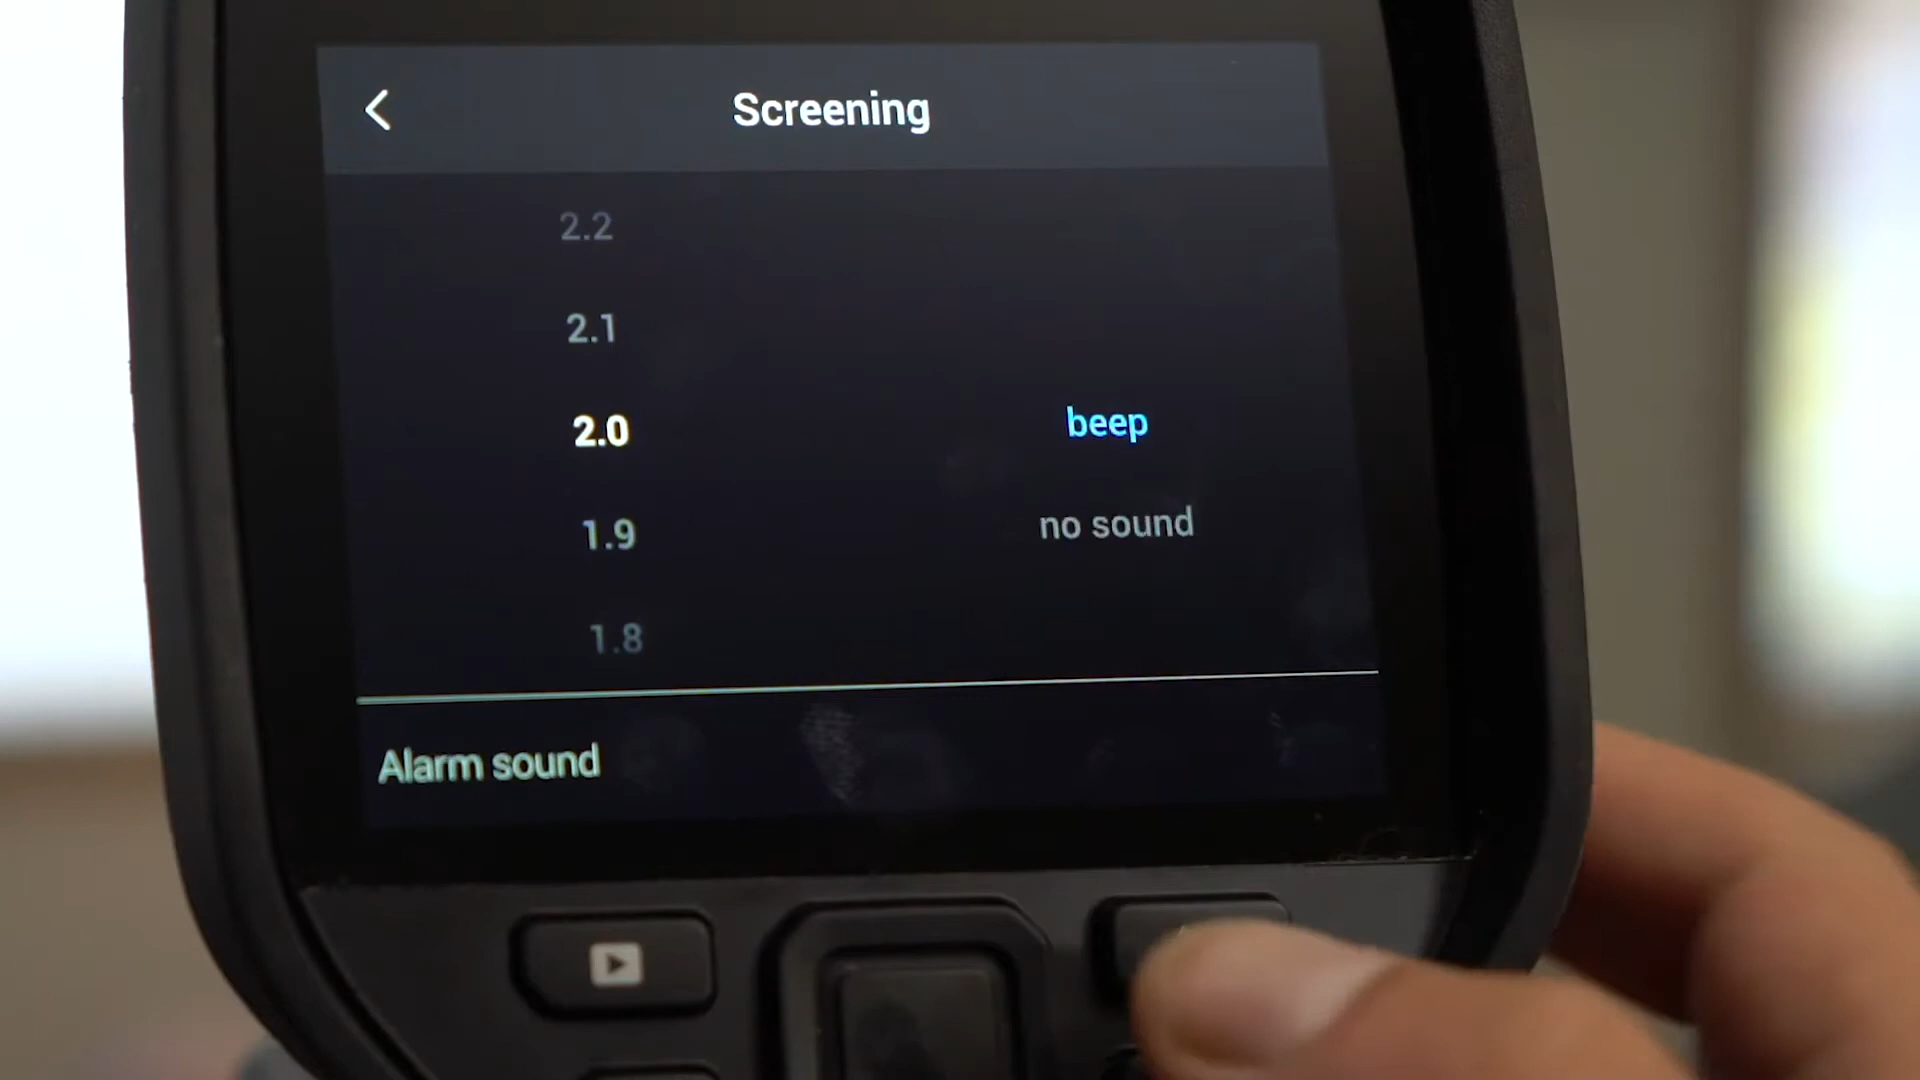 Screening
2.2
2.1
2.0 beep
1.9 no sound
1.8
Alarm sound